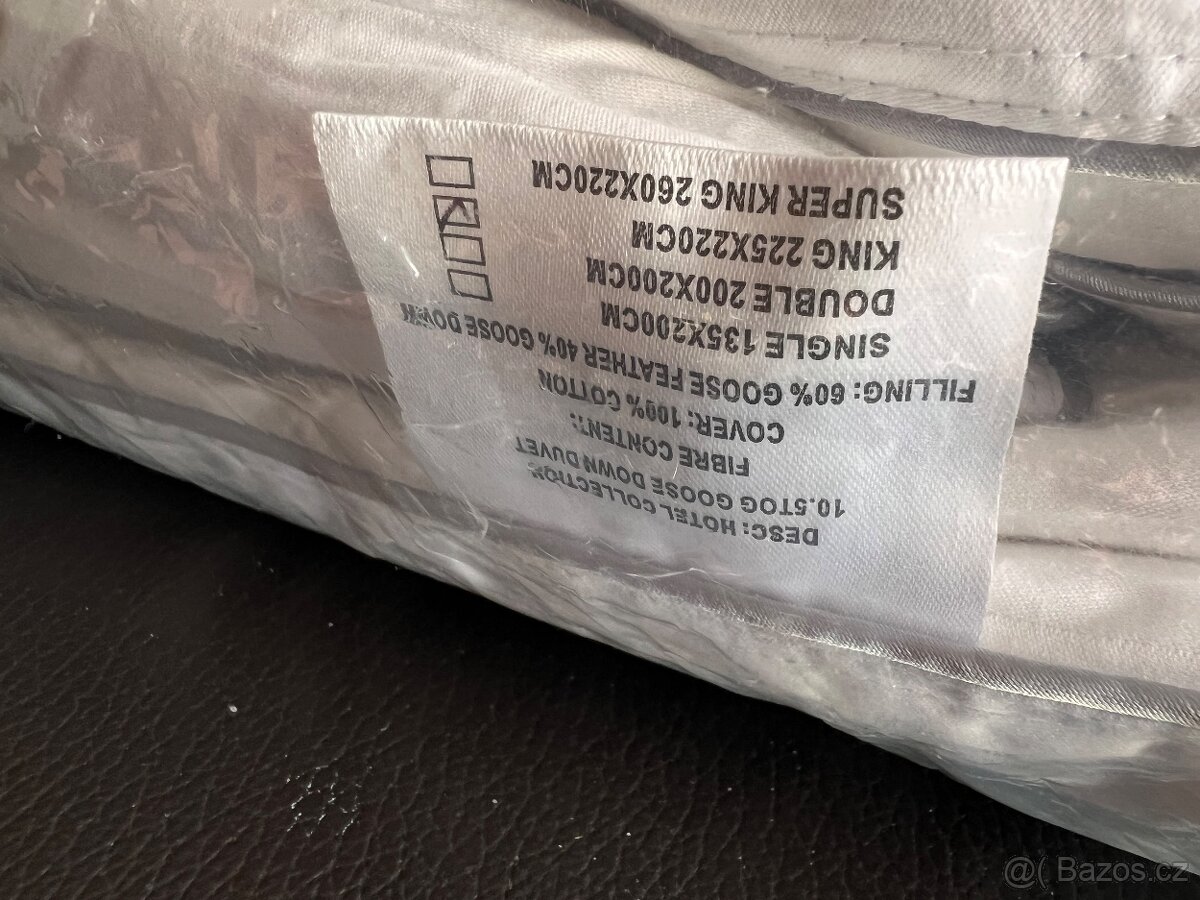 DESC: HOTEL COLLECTION
10.5TOG GOOSE DOWN DUVET
FIBRE CONTENT:
COVER: 100% COTTON
FILLING: 60% GOOSE FEATHER 40% GOOSE DOWN
SINGLE 135X200CM
DOUBLE 200X200CM
KING 225X220CM
SUPER KING 260X220CM
@( Bazos.cz